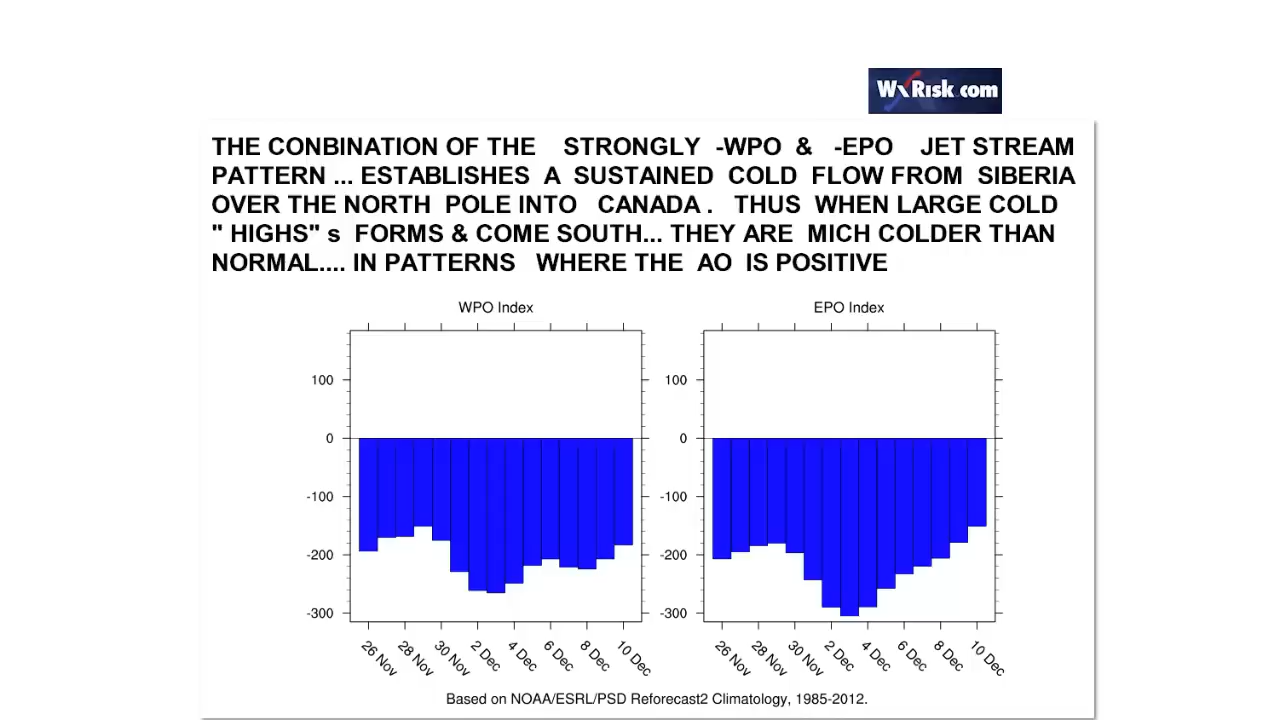 WxRisk.com
THE CONBINATION OF THE STRONGLY -WPO & -EPO JET STREAM
PATTERN ... ESTABLISHES A SUSTAINED COLD FLOW FROM SIBERIA
OVER THE NORTH POLE INTO CANADA . THUS WHEN LARGE COLD
" HIGHS" s FORMS & COME SOUTH... THEY ARE MICH COLDER THAN
NORMAL.... IN PATTERNS WHERE THE AO IS POSITIVE
WPO Index
100
0
-100
-200
-300
26 Nov
28 Nov
30 Nov
2 Dec
4 Dec
6 Dec
8 Dec
10 Dec
EPO Index
100
0
-100
-200
-300
26 Nov
28 Nov
30 Nov
2 Dec
4 Dec
6 Dec
8 Dec
10 Dec
Based on NOAA/ESRL/PSD Reforecast2 Climatology, 1985-2012.